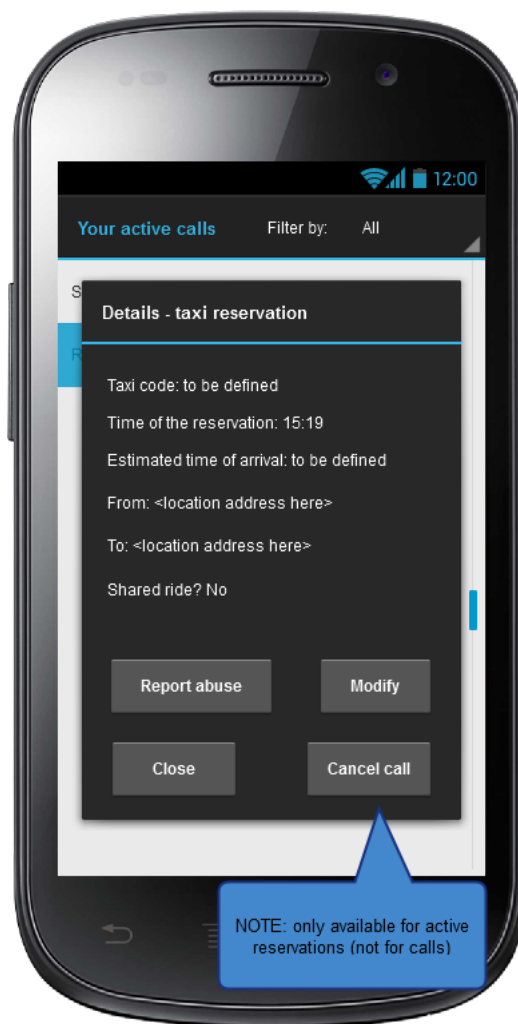 12:00
Your active calls Filter by: All
S
Details - taxi reservation
R
Taxi code: to be defined
Time of the reservation: 15:19
Estimated time of arrival: to be defined
From: <location address here>
To: <location address here>
Shared ride? No
Report abuse Modify
Close Cancel call
NOTE: only available for active
reservations (not for calls)